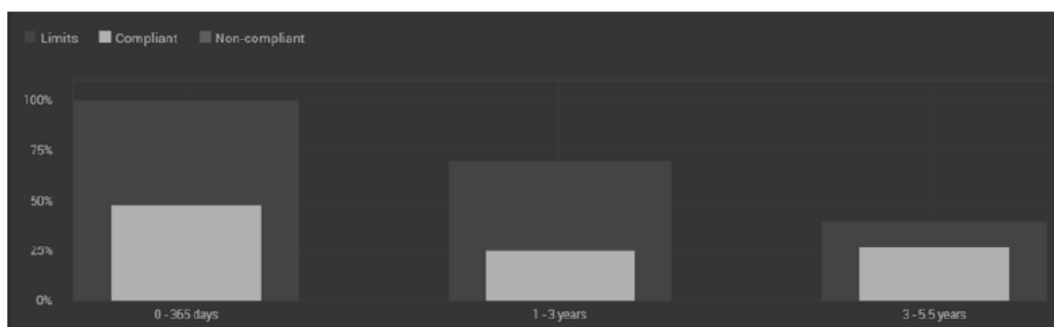 Limits Compliant Non-compliant
100%
75%
50%
25%
0%
0 - 365 days 1 - 3 years 3 - 5.5 years